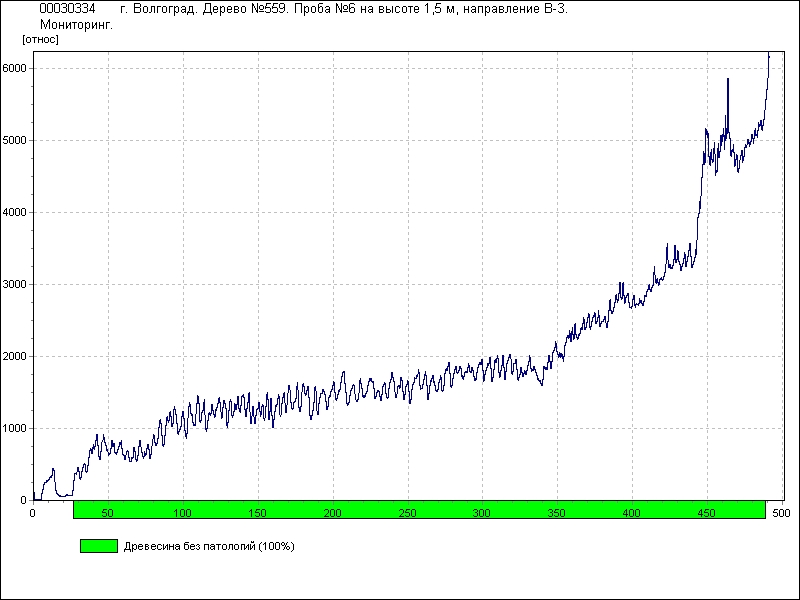 00030334 г. Волгоград. Дерево №559. Проба №6 на высоте 1,5 м, направление В-З.
Мониторинг.
[относ]
6000
5000
4000
3000
2000
1000
0
0 50 100 150 200 250 300 350 400 450 500
Древесина без патологий (100%)